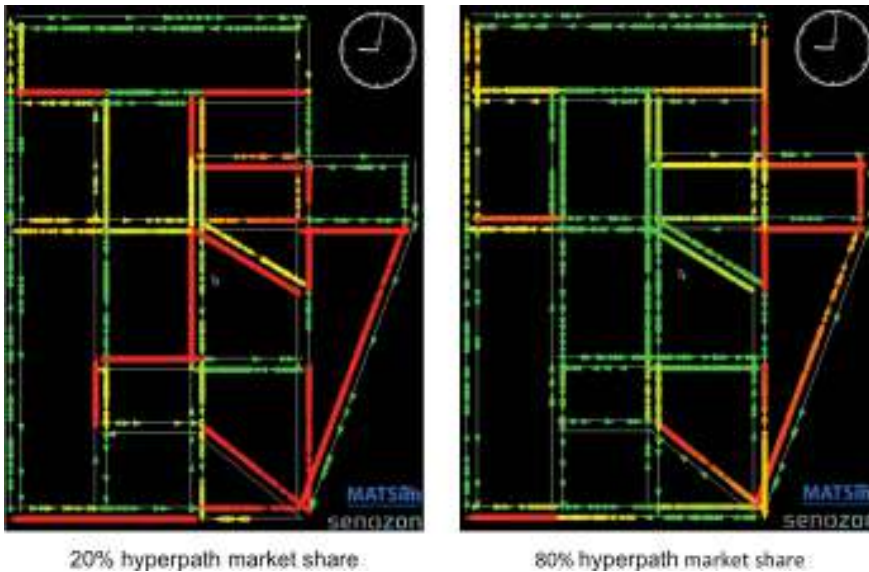 MATSim
senozon
20% hyperpath market share
MATSim
senozon
80% hyperpath market share